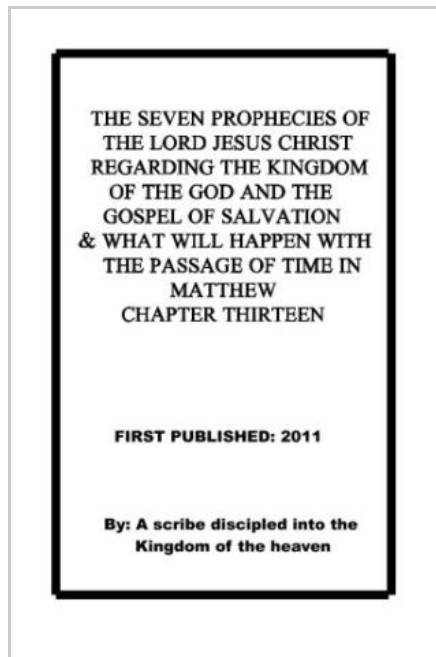 THE SEVEN PROPHECIES OF
THE LORD JESUS CHRIST
REGARDING THE KINGDOM
OF THE GOD AND THE
GOSPEL OF SALVATION
& WHAT WILL HAPPEN WITH
THE PASSAGE OF TIME IN
MATTHEW
CHAPTER THIRTEEN
FIRST PUBLISHED: 2011
By: A scribe discipled into the
Kingdom of the heaven